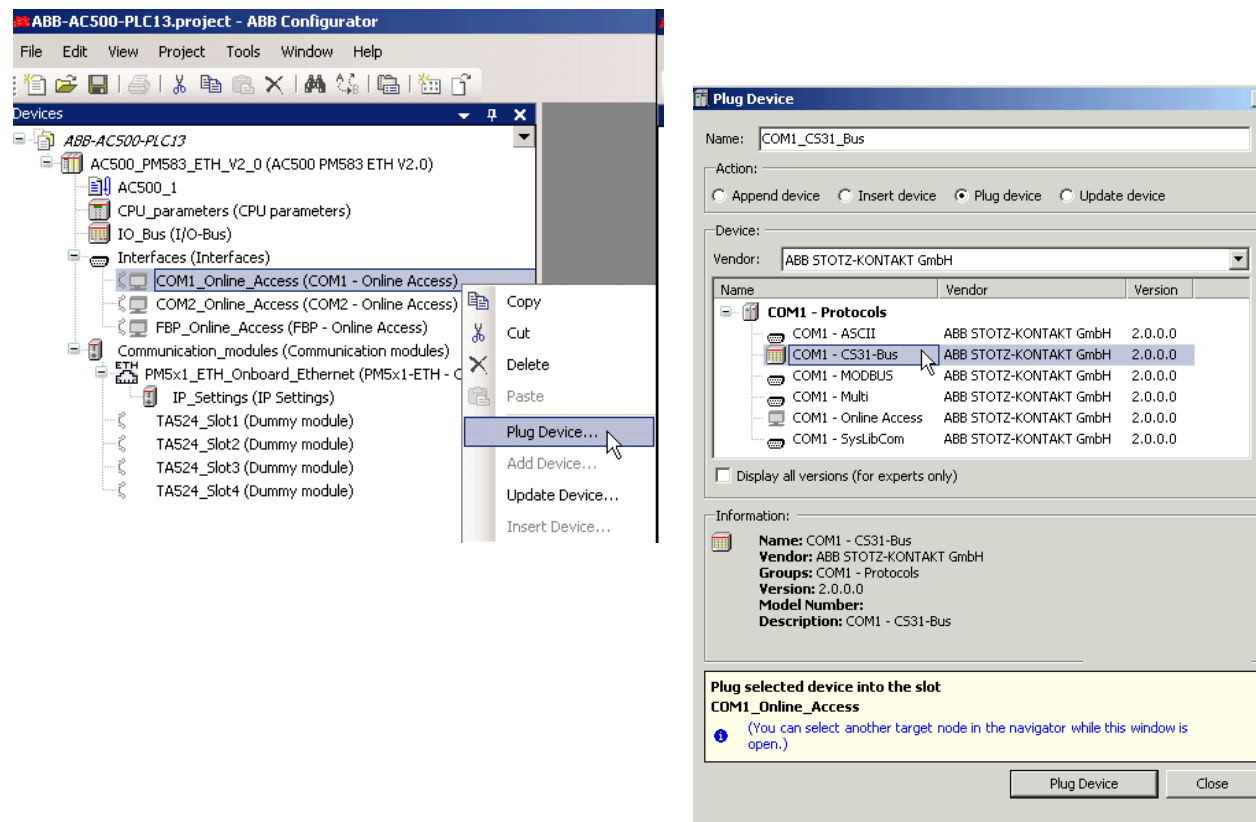 ABB-AC500-PLC13.project - ABB Configurator
File Edit View Project Tools Window Help
Devices
ABB-AC500-PLC13
AC500_PM583_ETH_V2_0 (AC500 PM583 ETH V2.0)
AC500_1
CPU_parameters (CPU parameters)
IO_Bus (I/O-Bus)
Interfaces (Interfaces)
COM1_Online_Access (COM1 - Online Access)
COM2_Online_Access (COM2 - Online Access)
FBP_Online_Access (FBP - Online Access)
Communication_modules (Communication modules)
ETH
PM5x1_ETH_Onboard_Ethernet (PM5x1-ETH -
IP_Settings (IP Settings)
TA524_Slot1 (Dummy module)
TA524_Slot2 (Dummy module)
TA524_Slot3 (Dummy module)
TA524_Slot4 (Dummy module)
Copy
Cut
Delete
Paste
Plug Device...
Add Device...
Update Device...
Insert Device...
Plug Device
Name: COM1_CS31_Bus
Action:
Append device Insert device Plug device Update device
Device:
Vendor: ABB STOTZ-KONTAKT GmbH
Name Vendor Version
COM1 - Protocols
COM1 - ASCII ABB STOTZ-KONTAKT GmbH 2.0.0.0
COM1 - CS31-Bus ABB STOTZ-KONTAKT GmbH 2.0.0.0
COM1 - MODBUS ABB STOTZ-KONTAKT GmbH 2.0.0.0
COM1 - Multi ABB STOTZ-KONTAKT GmbH 2.0.0.0
COM1 - Online Access ABB STOTZ-KONTAKT GmbH 2.0.0.0
COM1 - SysLibCom ABB STOTZ-KONTAKT GmbH 2.0.0.0
Display all versions (for experts only)
Information:
Name: COM1 - CS31-Bus
Vendor: ABB STOTZ-KONTAKT GmbH
Groups: COM1 - Protocols
Version: 2.0.0.0
Model Number:
Description: COM1 - CS31-Bus
Plug selected device into the slot
COM1_Online_Access
(You can select another target node in the navigator while this window is
open.)
Plug Device Close